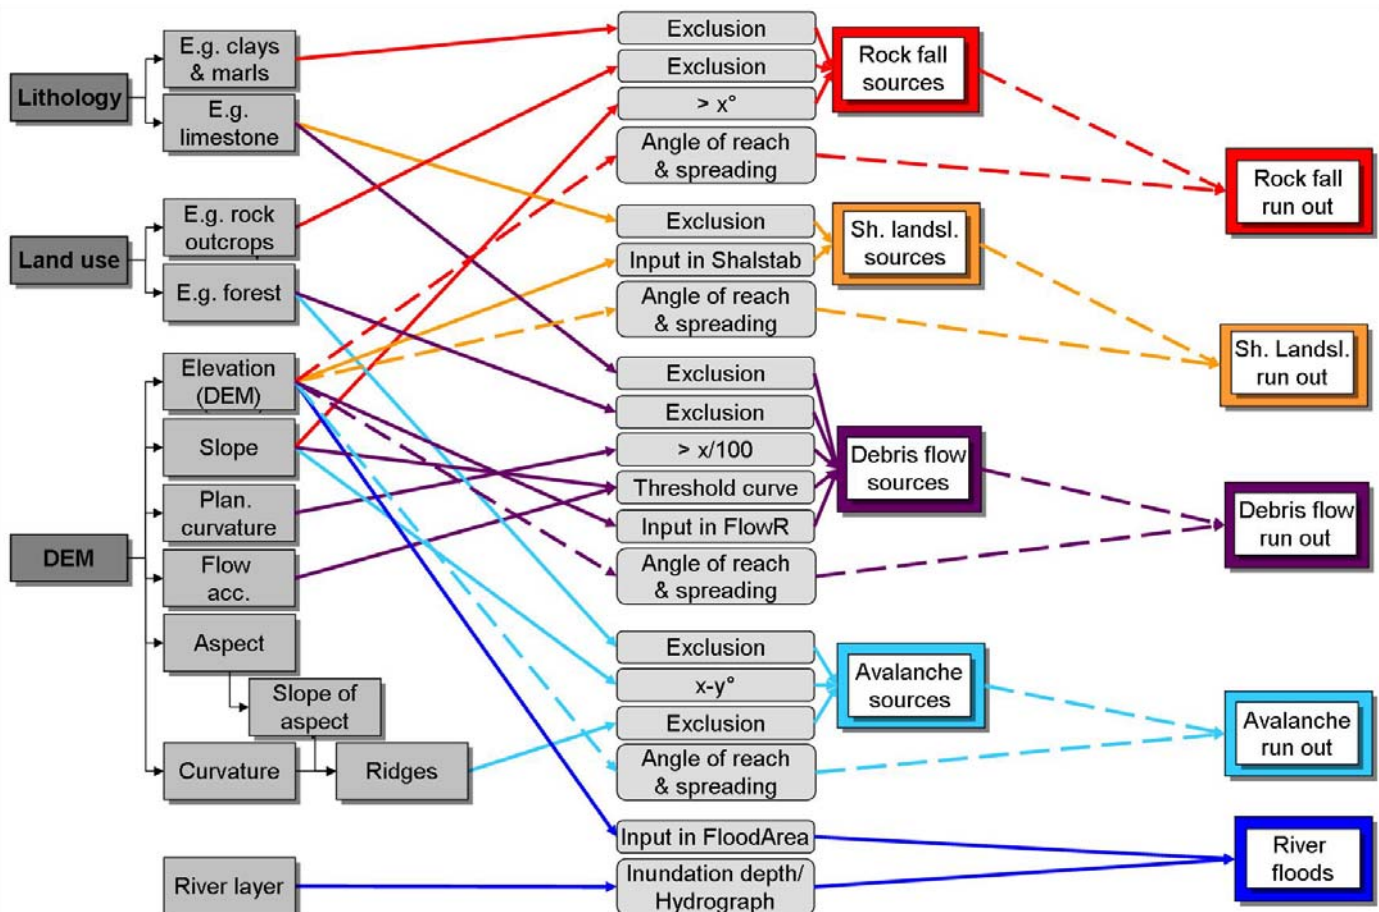 Lithology
E.g. clays
& marls
E.g.
limestone
Land use
E.g. rock
outcrops
E.g. forest
DEM
Elevation
(DEM)
Slope
Plan.
curvature
Flow
acc.
Aspect
Slope of
aspect
Curvature
Ridges
River layer
Exclusion
Exclusion
> x°
Angle of reach
& spreading
Exclusion
Input in Shalstab
Angle of reach
& spreading
Exclusion
Exclusion
> x/100
Threshold curve
Input in FlowR
Angle of reach
& spreading
Exclusion
x-y°
Exclusion
Angle of reach
& spreading
Input in FloodArea
Inundation depth/
Hydrograph
Rock fall
sources
Sh. landsl.
sources
Debris flow
sources
Avalanche
sources
Rock fall
run out
Sh. Landsl.
run out
Debris flow
run out
Avalanche
run out
River
floods